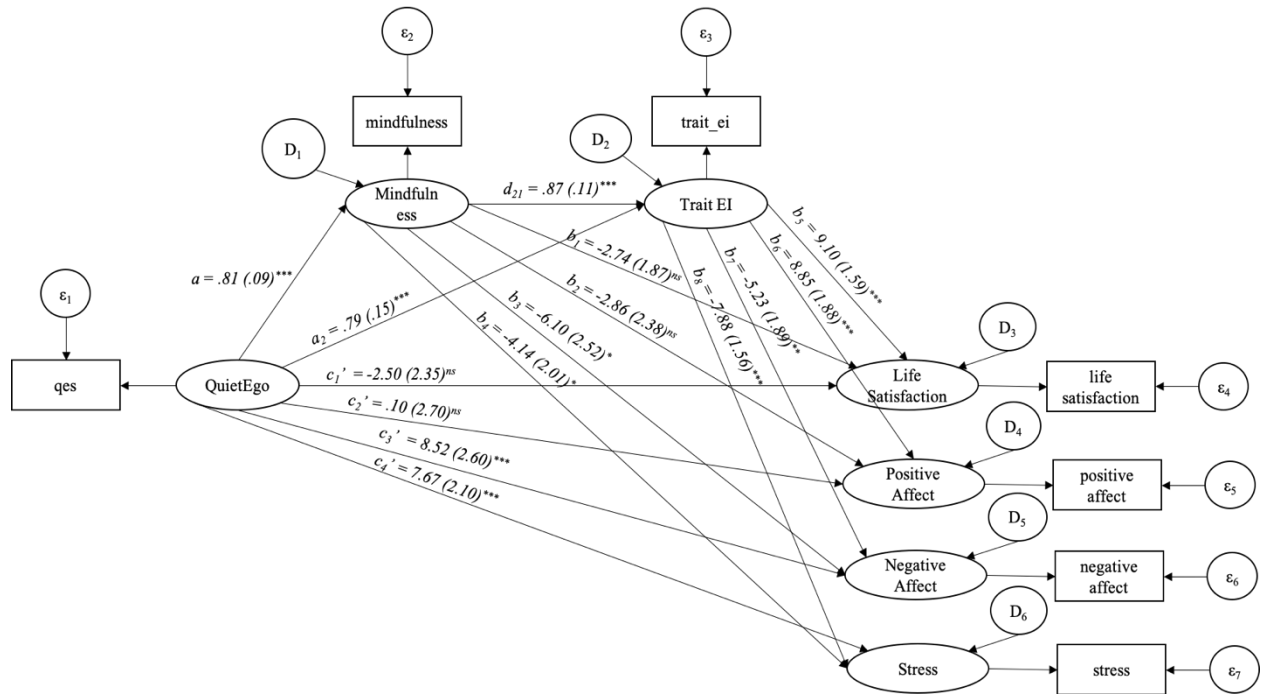 ε₂
ε₃
mindfulness
trait_ei
D₁
D₂
Mindfuln
ess
d₂₁ = .87 (.11)***
Trait EI
b₅ = 9.10 (1.59)***
b₆ = 8.85 (1.88)***
b₇ = -5.23 (1.89)**
b₈ = -7.88 (1.56)***
b₁ = -2.74 (1.87)ⁿˢ
b₂ = -2.86 (2.38)ⁿˢ
b₃ = -6.10 (2.52)*
b₄ = -4.14 (2.01)*
a = .81 (.09)***
a₂ = .79 (.15)***
ε₁
qes
QuietEgo
c₁’ = -2.50 (2.35)ⁿˢ
c₂’ = .10 (2.70)ⁿˢ
c₃’ = 8.52 (2.60)***
c₄’ = 7.67 (2.10)***
D₃
Life
Satisfaction
life
satisfaction
ε₄
D₄
Positive
Affect
positive
affect
ε₅
D₅
Negative
Affect
negative
affect
ε₆
D₆
Stress
stress
ε₇